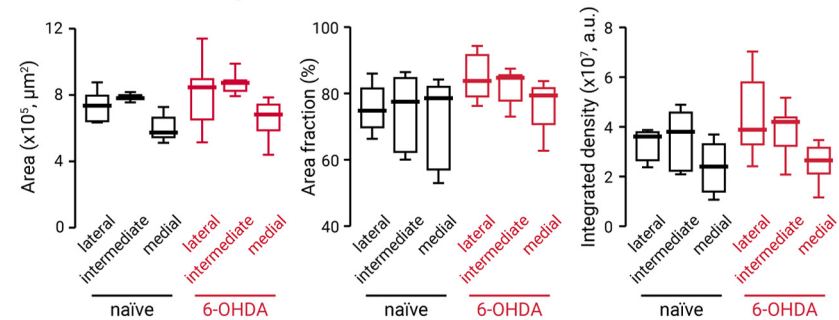 Area (x10⁵, µm²)
12
8
4
0
lateral
intermediate
medial
lateral
intermediate
medial
naïve
6-OHDA
Area fraction (%)
100
80
60
40
lateral
intermediate
medial
lateral
intermediate
medial
naïve
6-OHDA
Integrated density (x10⁷, a.u.)
8
6
4
2
0
lateral
intermediate
medial
lateral
intermediate
medial
naïve
6-OHDA